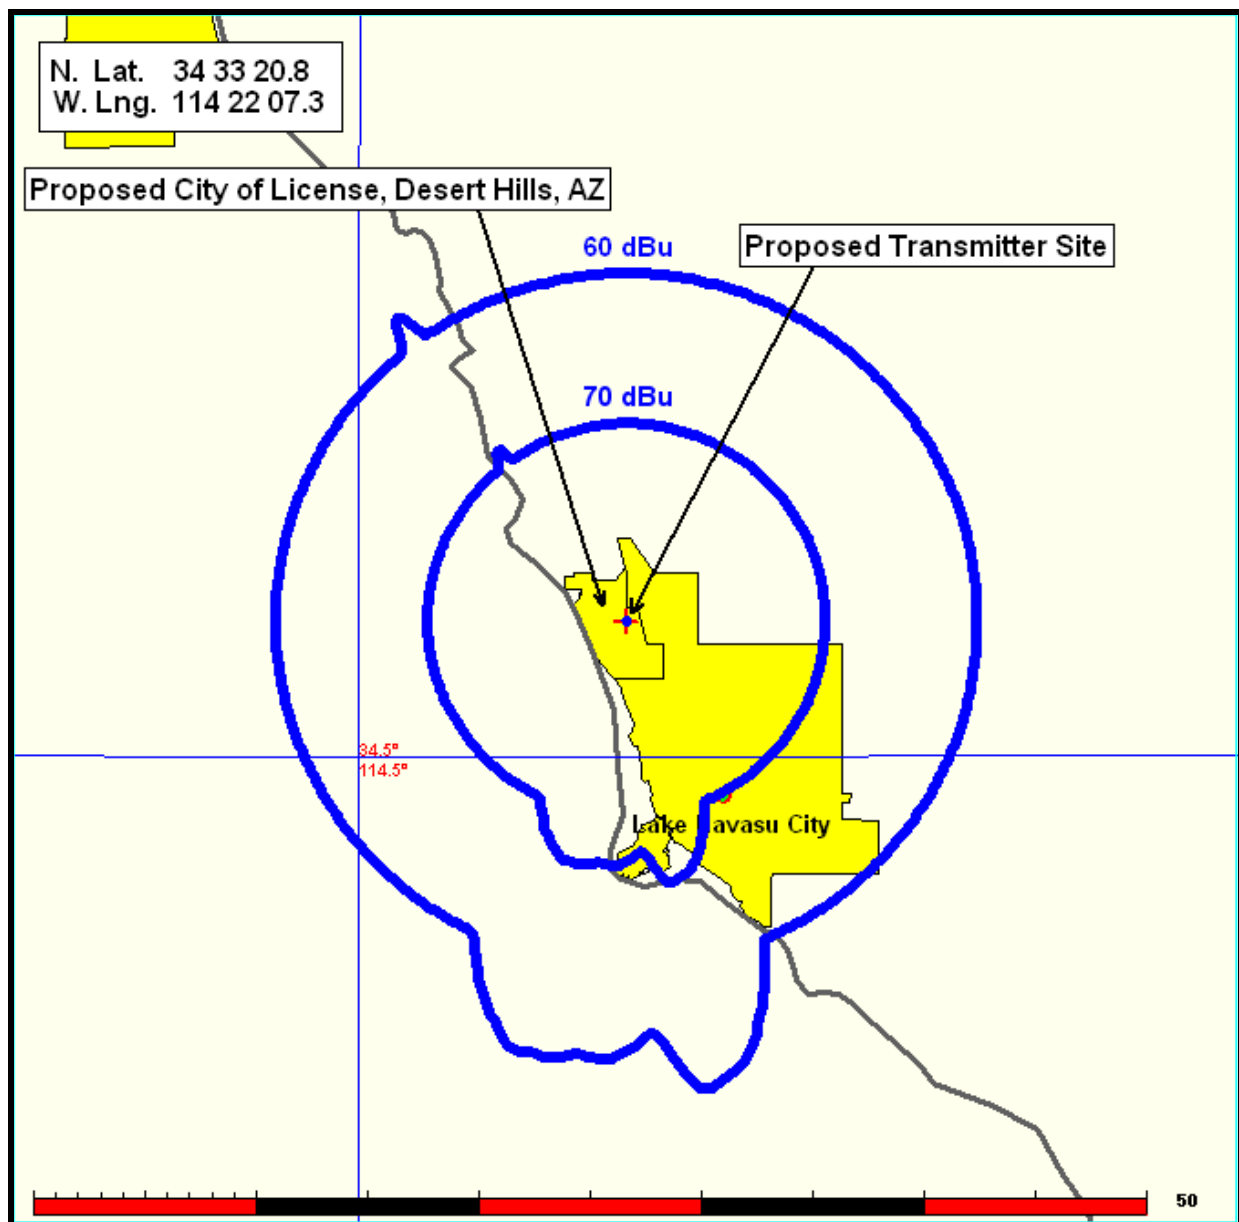 N. Lat. 34 33 20.8
W. Lng. 114 22 07.3
Proposed City of License, Desert Hills, AZ
Proposed Transmitter Site
60 dBu
70 dBu
34.5°
114.5°
Lake Havasu City
50